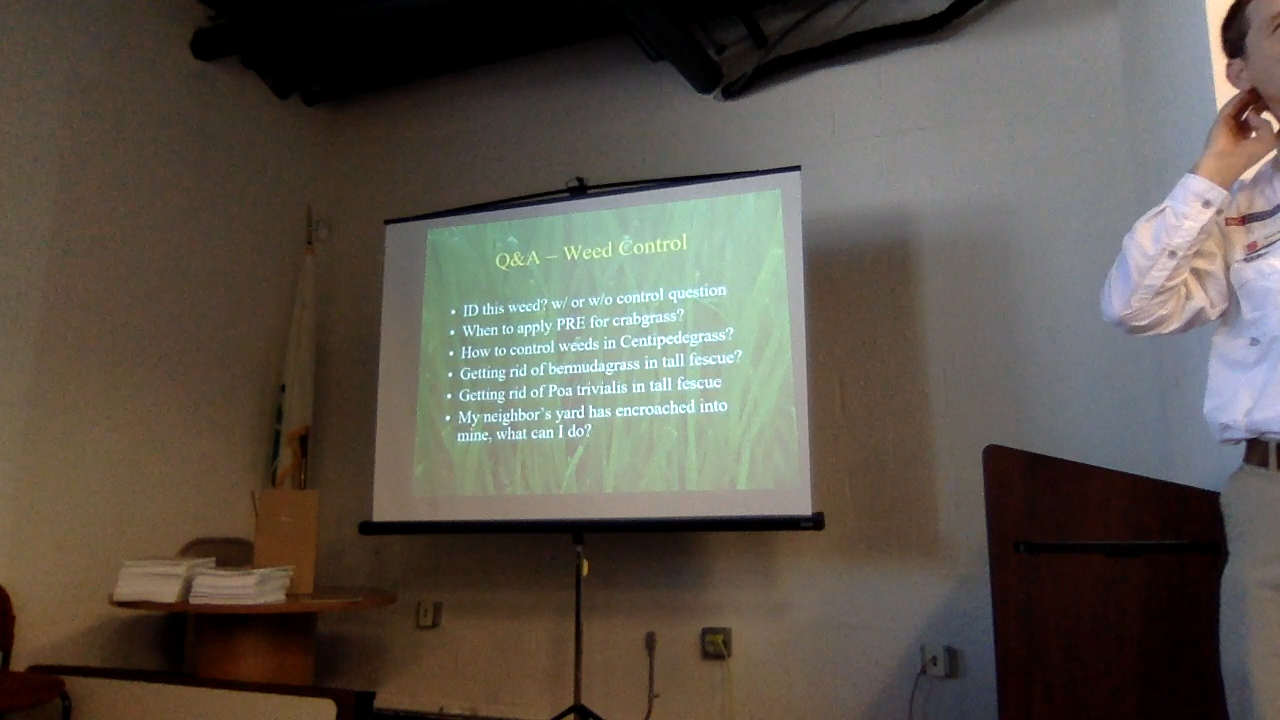 Q&A – Weed Control
• ID this weed? w/ or w/o control question
• When to apply PRE for crabgrass?
• How to control weeds in Centipedegrass?
• Getting rid of bermudagrass in tall fescue?
• Getting rid of Poa trivialis in tall fescue
• My neighbor's yard has encroached into
mine, what can I do?